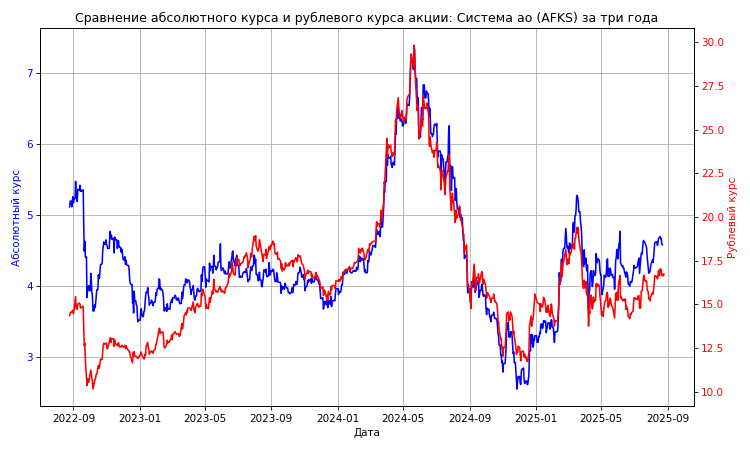 Сравнение абсолютного курса и рублевого курса акции: Система ао (AFKS) за три года
Абсолютный курс
7
6
5
4
3
30.0
27.5
25.0
22.5
20.0
17.5
15.0
12.5
10.0
Рублевый курс
2022-09 2023-01 2023-05 2023-09 2024-01 2024-05 2024-09 2025-01 2025-05 2025-09
Дата